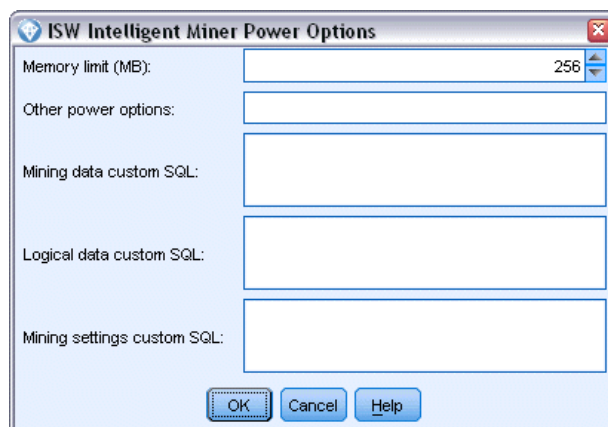 ISW Intelligent Miner Power Options
Memory limit (MB): 256
Other power options:
Mining data custom SQL:
Logical data custom SQL:
Mining settings custom SQL:
OK Cancel Help